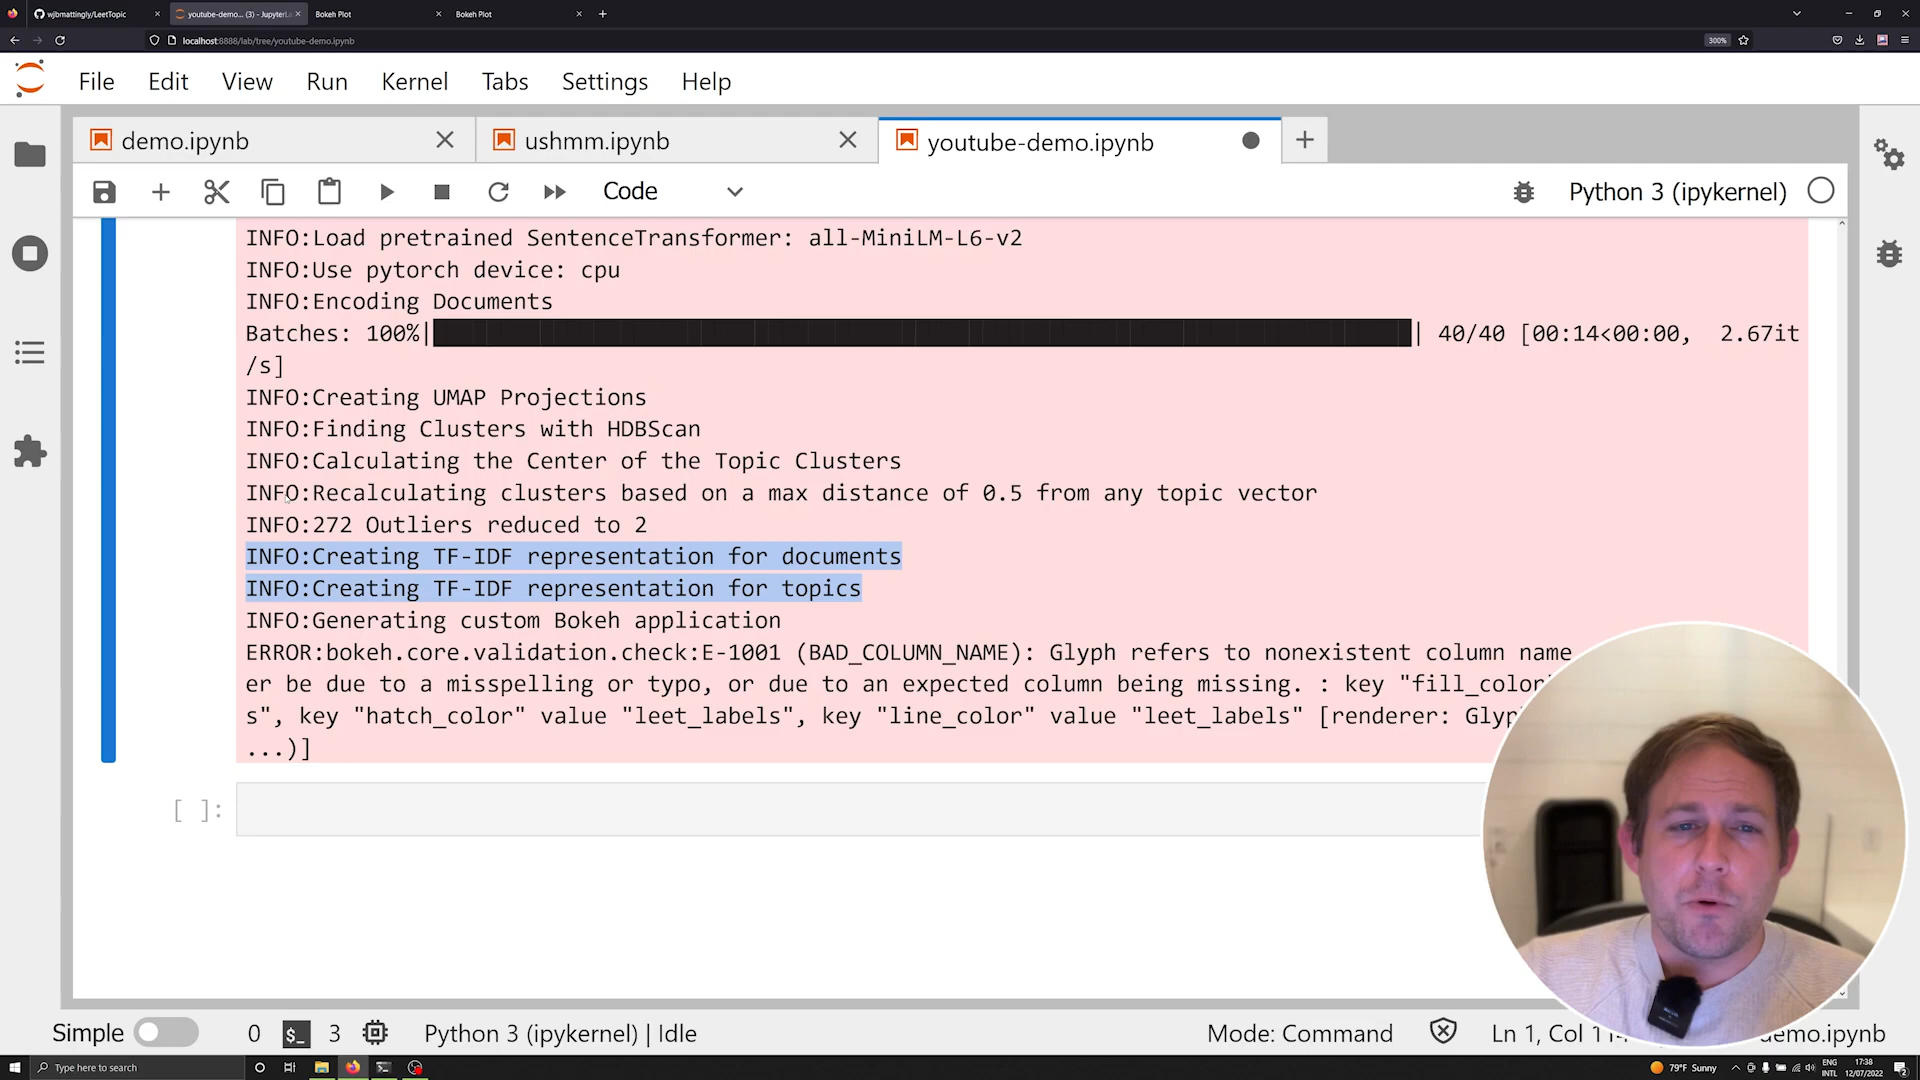 wjbmattingly/LeetTopic
youtube-demo... (3) - JupyterLa
Bokeh Plot
Bokeh Plot
localhost:8888/lab/tree/youtube-demo.ipynb
300%
File Edit View Run Kernel Tabs Settings Help
demo.ipynb
ushmm.ipynb
youtube-demo.ipynb
Code
Python 3 (ipykernel)
INFO:Load pretrained SentenceTransformer: all-MiniLM-L6-v2
INFO:Use pytorch device: cpu
INFO:Encoding Documents
Batches: 100%| | 40/40 [00:14<00:00, 2.67it
/s]
INFO:Creating UMAP Projections
INFO:Finding Clusters with HDBScan
INFO:Calculating the Center of the Topic Clusters
INFO:Recalculating clusters based on a max distance of 0.5 from any topic vector
INFO:272 Outliers reduced to 2
INFO:Creating TF-IDF representation for documents
INFO:Creating TF-IDF representation for topics
INFO:Generating custom Bokeh application
ERROR:bokeh.core.validation.check:E-1001 (BAD_COLUMN_NAME): Glyph refers to nonexistent column name
er be due to a misspelling or typo, or due to an expected column being missing. : key "fill_color
s", key "hatch_color" value "leet_labels", key "line_color" value "leet_labels" [renderer: Glyp
...)]
[ ]:
Simple 0 $_ 3 Python 3 (ipykernel) | Idle Mode: Command Ln 1, Col demo.ipynb
Type here to search
79°F Sunny
ENG
INTL
17:38
12/07/2022